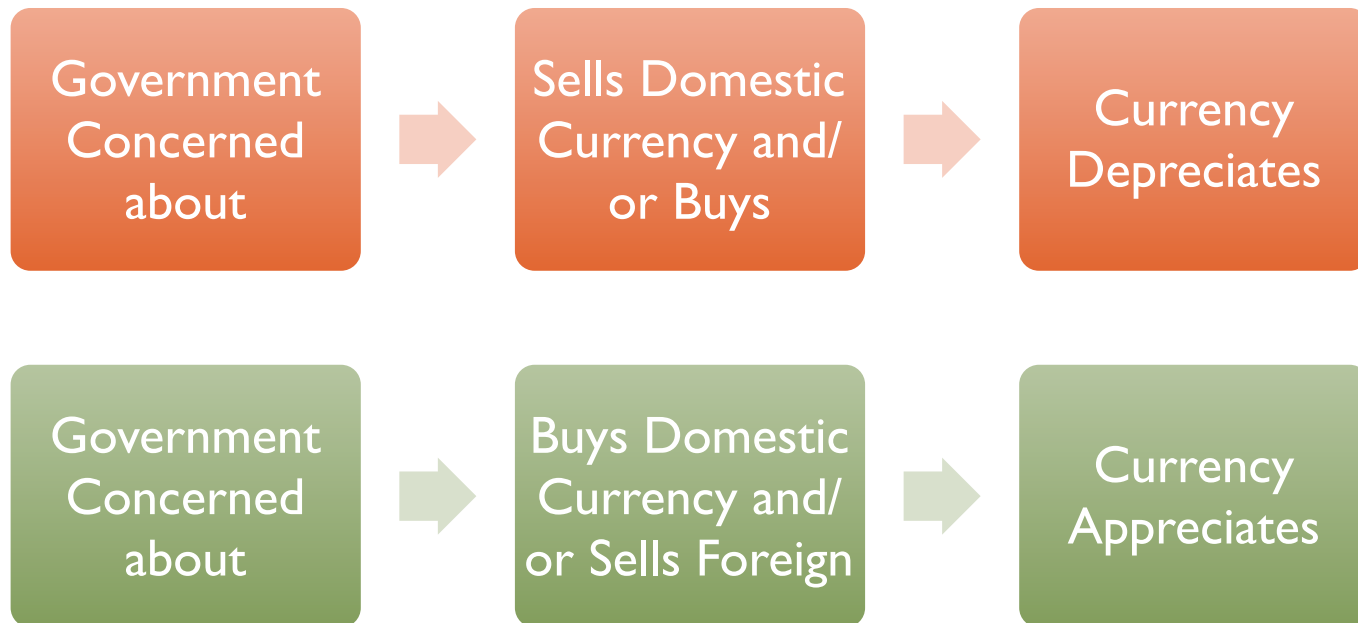 Government
Concerned
about
Sells Domestic
Currency and/
or Buys
Currency
Depreciates
Government
Concerned
about
Buys Domestic
Currency and/
or Sells Foreign
Currency
Appreciates